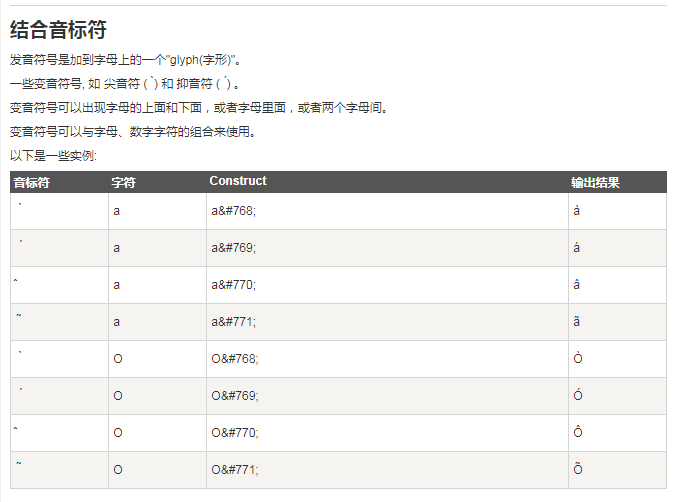 结合音标符
发音符号是加到字母上的一个"glyph(字形)"。
一些变音符号, 如 尖音符 ( ̀) 和 抑音符 ( ́) 。
变音符号可以出现字母的上面和下面，或者字母里面，或者两个字母间。
变音符号可以与字母、数字字符的组合来使用。
以下是一些实例:
音标符 字符 Construct 输出结果
 ̀ a a&#768; à
 ́ a a&#769; á
̂ a a&#770; â
 ̃ a a&#771; ã
 ̀ O O&#768; Ò
 ́ O O&#769; Ó
̂ O O&#770; Ô
 ̃ O O&#771; Õ